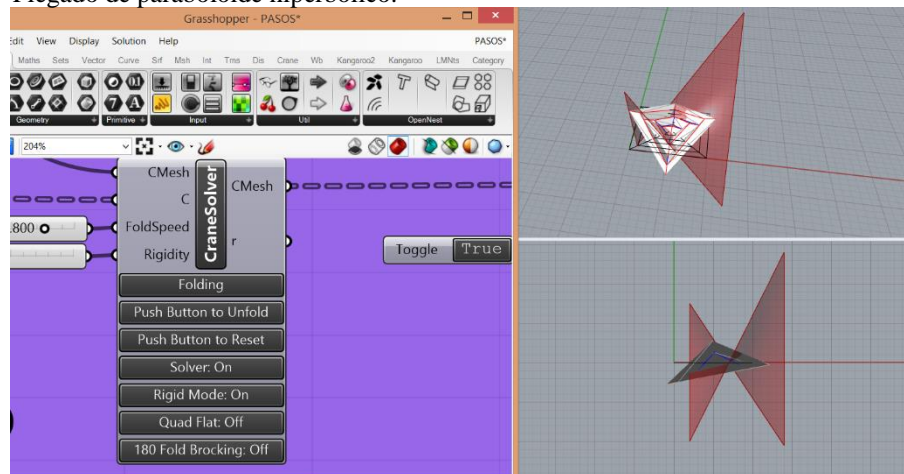 Plegado de paraboloide hiperbólico.
Grasshopper - PASOS*
Edit View Display Solution Help PASOS*
Maths Sets Vector Curve Srf Msh Int Trns Dis Crane Wb Kangaroo2 Kangaroo LMNts Category
Geometry Primitive Input Util OpenNest
204%
CMesh
CMesh
C
.800
FoldSpeed
r
Rigidity
CraneSolver
Toggle True
Folding
Push Button to Unfold
Push Button to Reset
Solver: On
Rigid Mode: On
Quad Flat: Off
180 Fold Brocking: Off